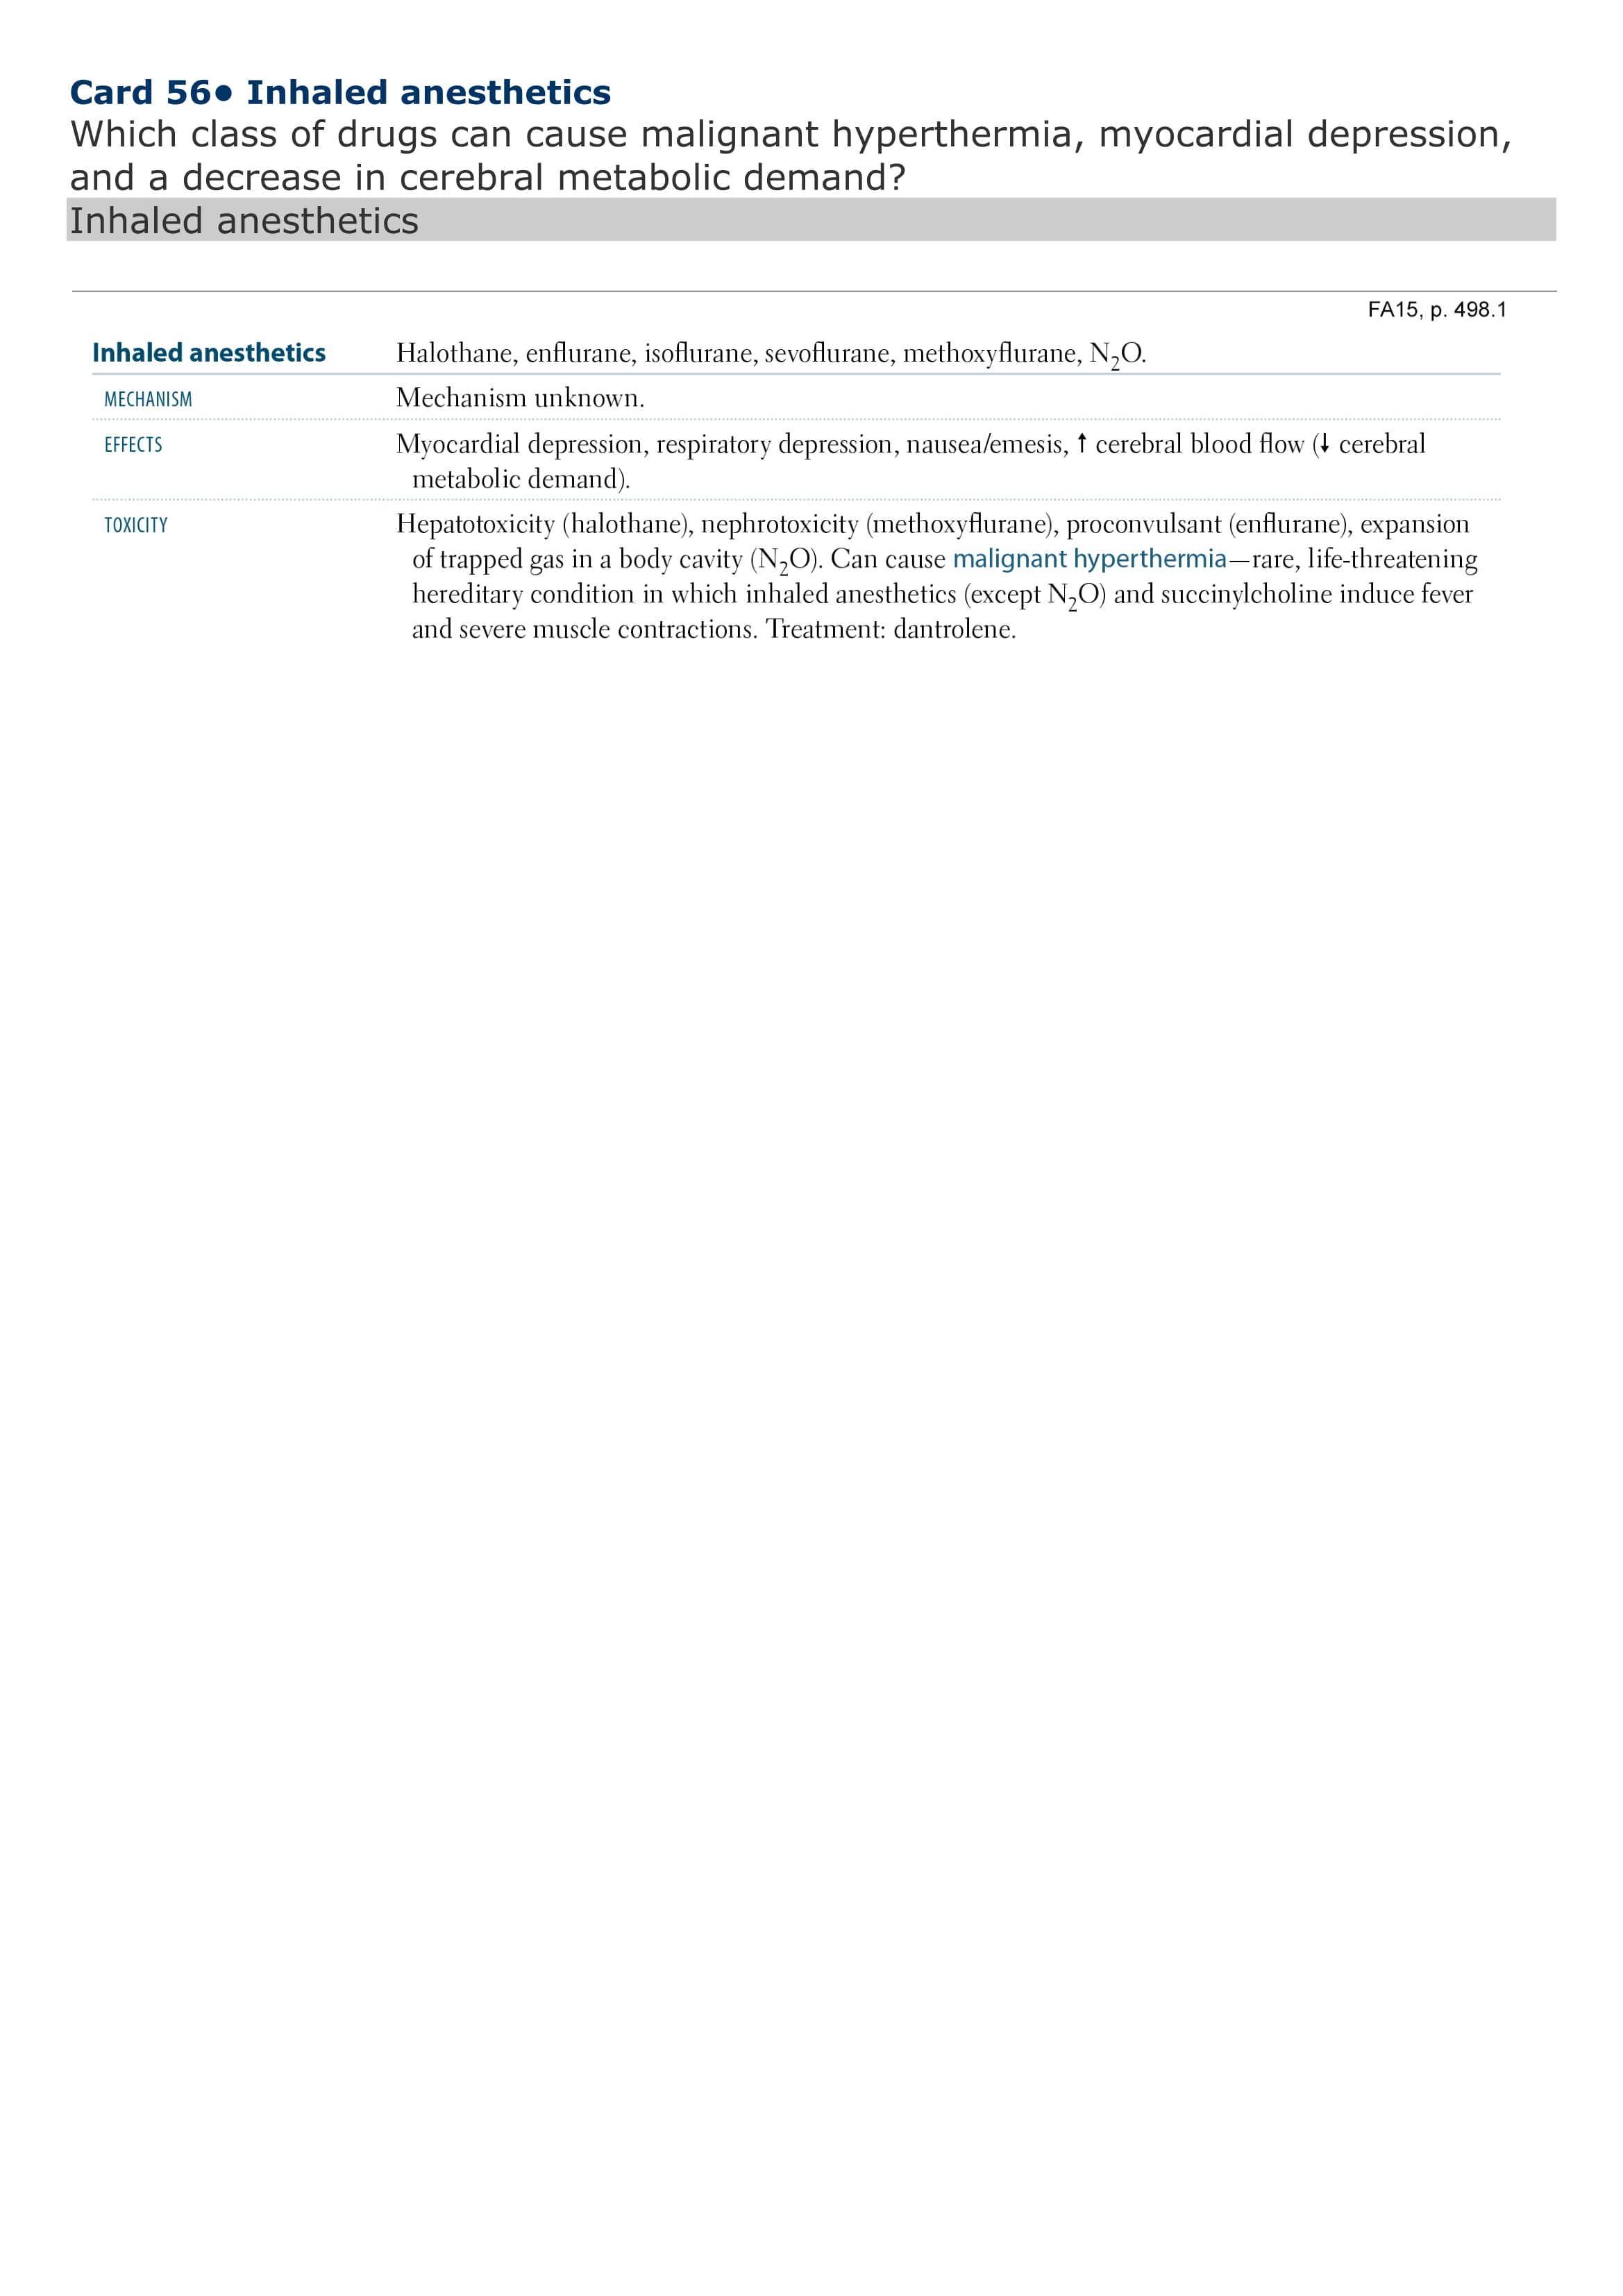 Card 56● Inhaled anesthetics
Which class of drugs can cause malignant hyperthermia, myocardial depression,
and a decrease in cerebral metabolic demand?
Inhaled anesthetics
FA15, p. 498.1
Inhaled anesthetics Halothane, enflurane, isoflurane, sevoflurane, methoxyflurane, N₂O.
MECHANISM Mechanism unknown.
EFFECTS Myocardial depression, respiratory depression, nausea/emesis, ↑ cerebral blood flow (↓ cerebral
metabolic demand).
TOXICITY Hepatotoxicity (halothane), nephrotoxicity (methoxyflurane), proconvulsant (enflurane), expansion
of trapped gas in a body cavity (N₂O). Can cause malignant hyperthermia—rare, life-threatening
hereditary condition in which inhaled anesthetics (except N₂O) and succinylcholine induce fever
and severe muscle contractions. Treatment: dantrolene.